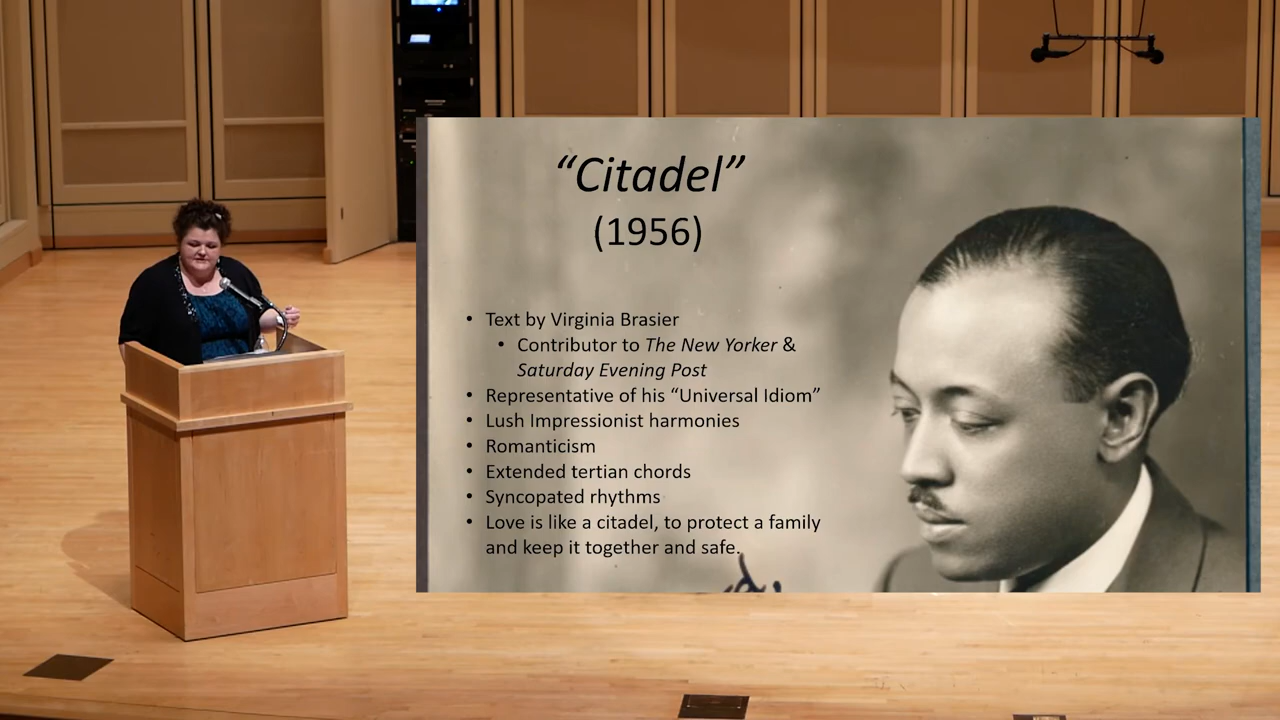 “Citadel”
(1956)
• Text by Virginia Brasier
• Contributor to The New Yorker &
Saturday Evening Post
• Representative of his “Universal Idiom”
• Lush Impressionist harmonies
• Romanticism
• Extended tertian chords
• Syncopated rhythms
• Love is like a citadel, to protect a family
and keep it together and safe.